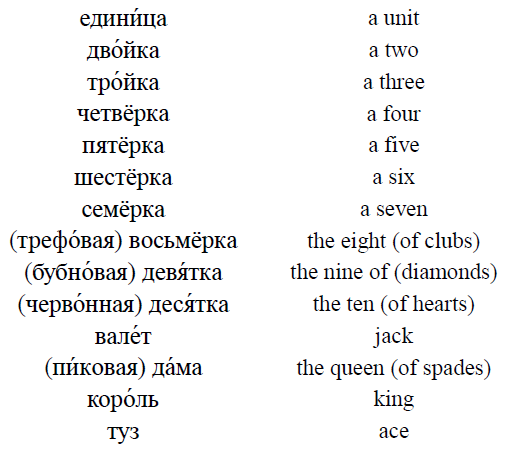 едини́ца a unit
дво́йка a two
тро́йка a three
четвёрка a four
пятёрка a five
шестёрка a six
семёрка a seven
(трефо́вая) восьмёрка the eight (of clubs)
(бубно́вая) девя́тка the nine of (diamonds)
(черво́нная) деся́тка the ten (of hearts)
вале́т jack
(пи́ковая) да́ма the queen (of spades)
коро́ль king
туз ace